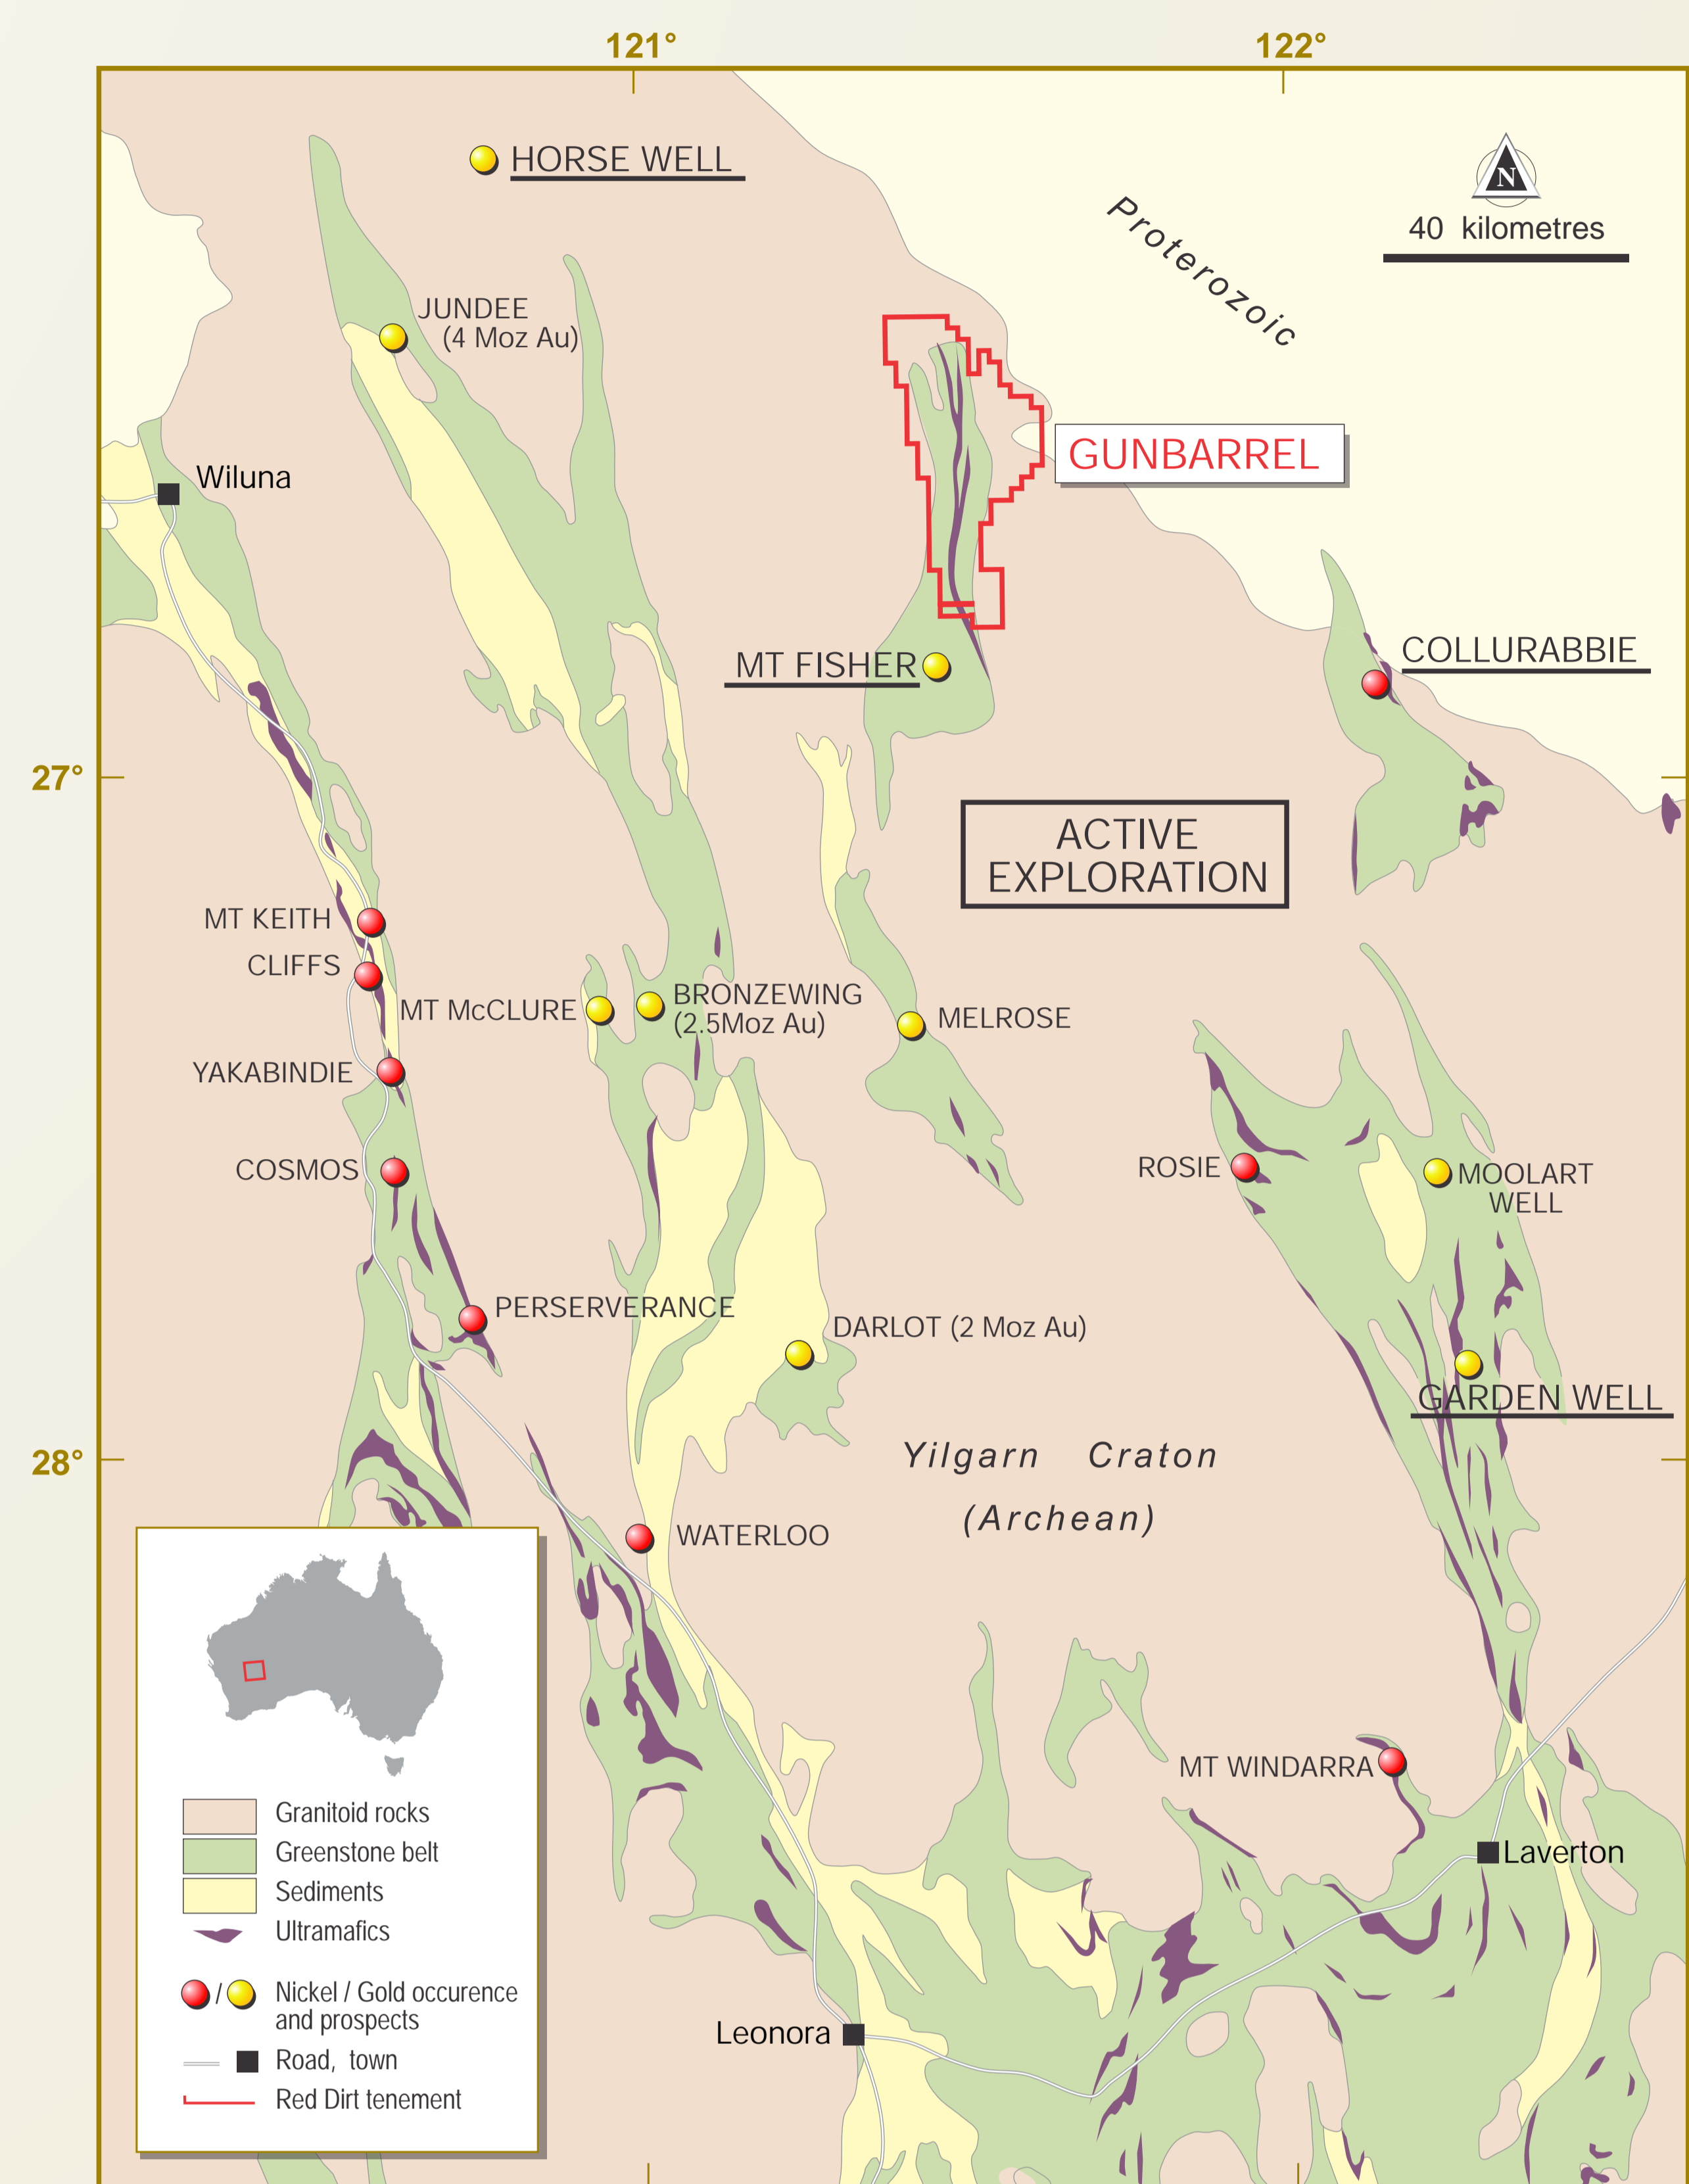 121°
122°
HORSE WELL
N
40 kilometres
Proterozoic
JUNDEE
(4 Moz Au)
GUNBARREL
Wiluna
COLLURABBIE
MT FISHER
27°
ACTIVE
EXPLORATION
MT KEITH
CLIFFS
MT McCLURE
BRONZEWING
(2.5Moz Au)
MELROSE
YAKABINDIE
COSMOS
ROSIE
MOOLART
WELL
PERSERVERANCE
DARLOT (2 Moz Au)
GARDEN WELL
28°
Yilgarn Craton
(Archean)
WATERLOO
MT WINDARRA
Laverton
Leonora
Granitoid rocks
Greenstone belt
Sediments
Ultramafics
/
Nickel / Gold occurence
and prospects
Road, town
Red Dirt tenement